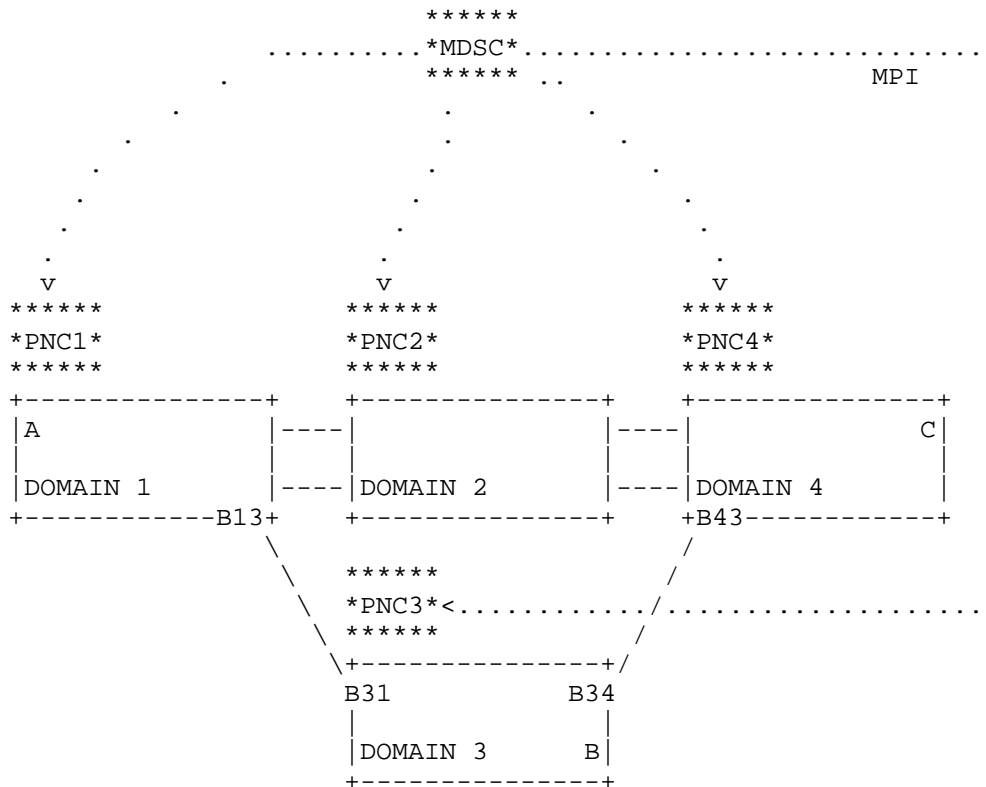 ******
..........*MDSC*.............................
. ****** .. MPI
. . .
. . .
. . .
. . .
. . .
. . .
v v v
****** ****** ******
*PNC1* *PNC2* *PNC4*
****** ****** ******
+---------------+ +---------------+ +---------------+
|A |----| |----| C|
| | | | | |
|DOMAIN 1 |----|DOMAIN 2 |----|DOMAIN 4 |
+------------B13+ +---------------+ +B43------------+
\ /
\ ****** /
\ *PNC3*<............/....................
\ ****** /
\+---------------+/
B31 B34
| |
|DOMAIN 3 B|
+---------------+